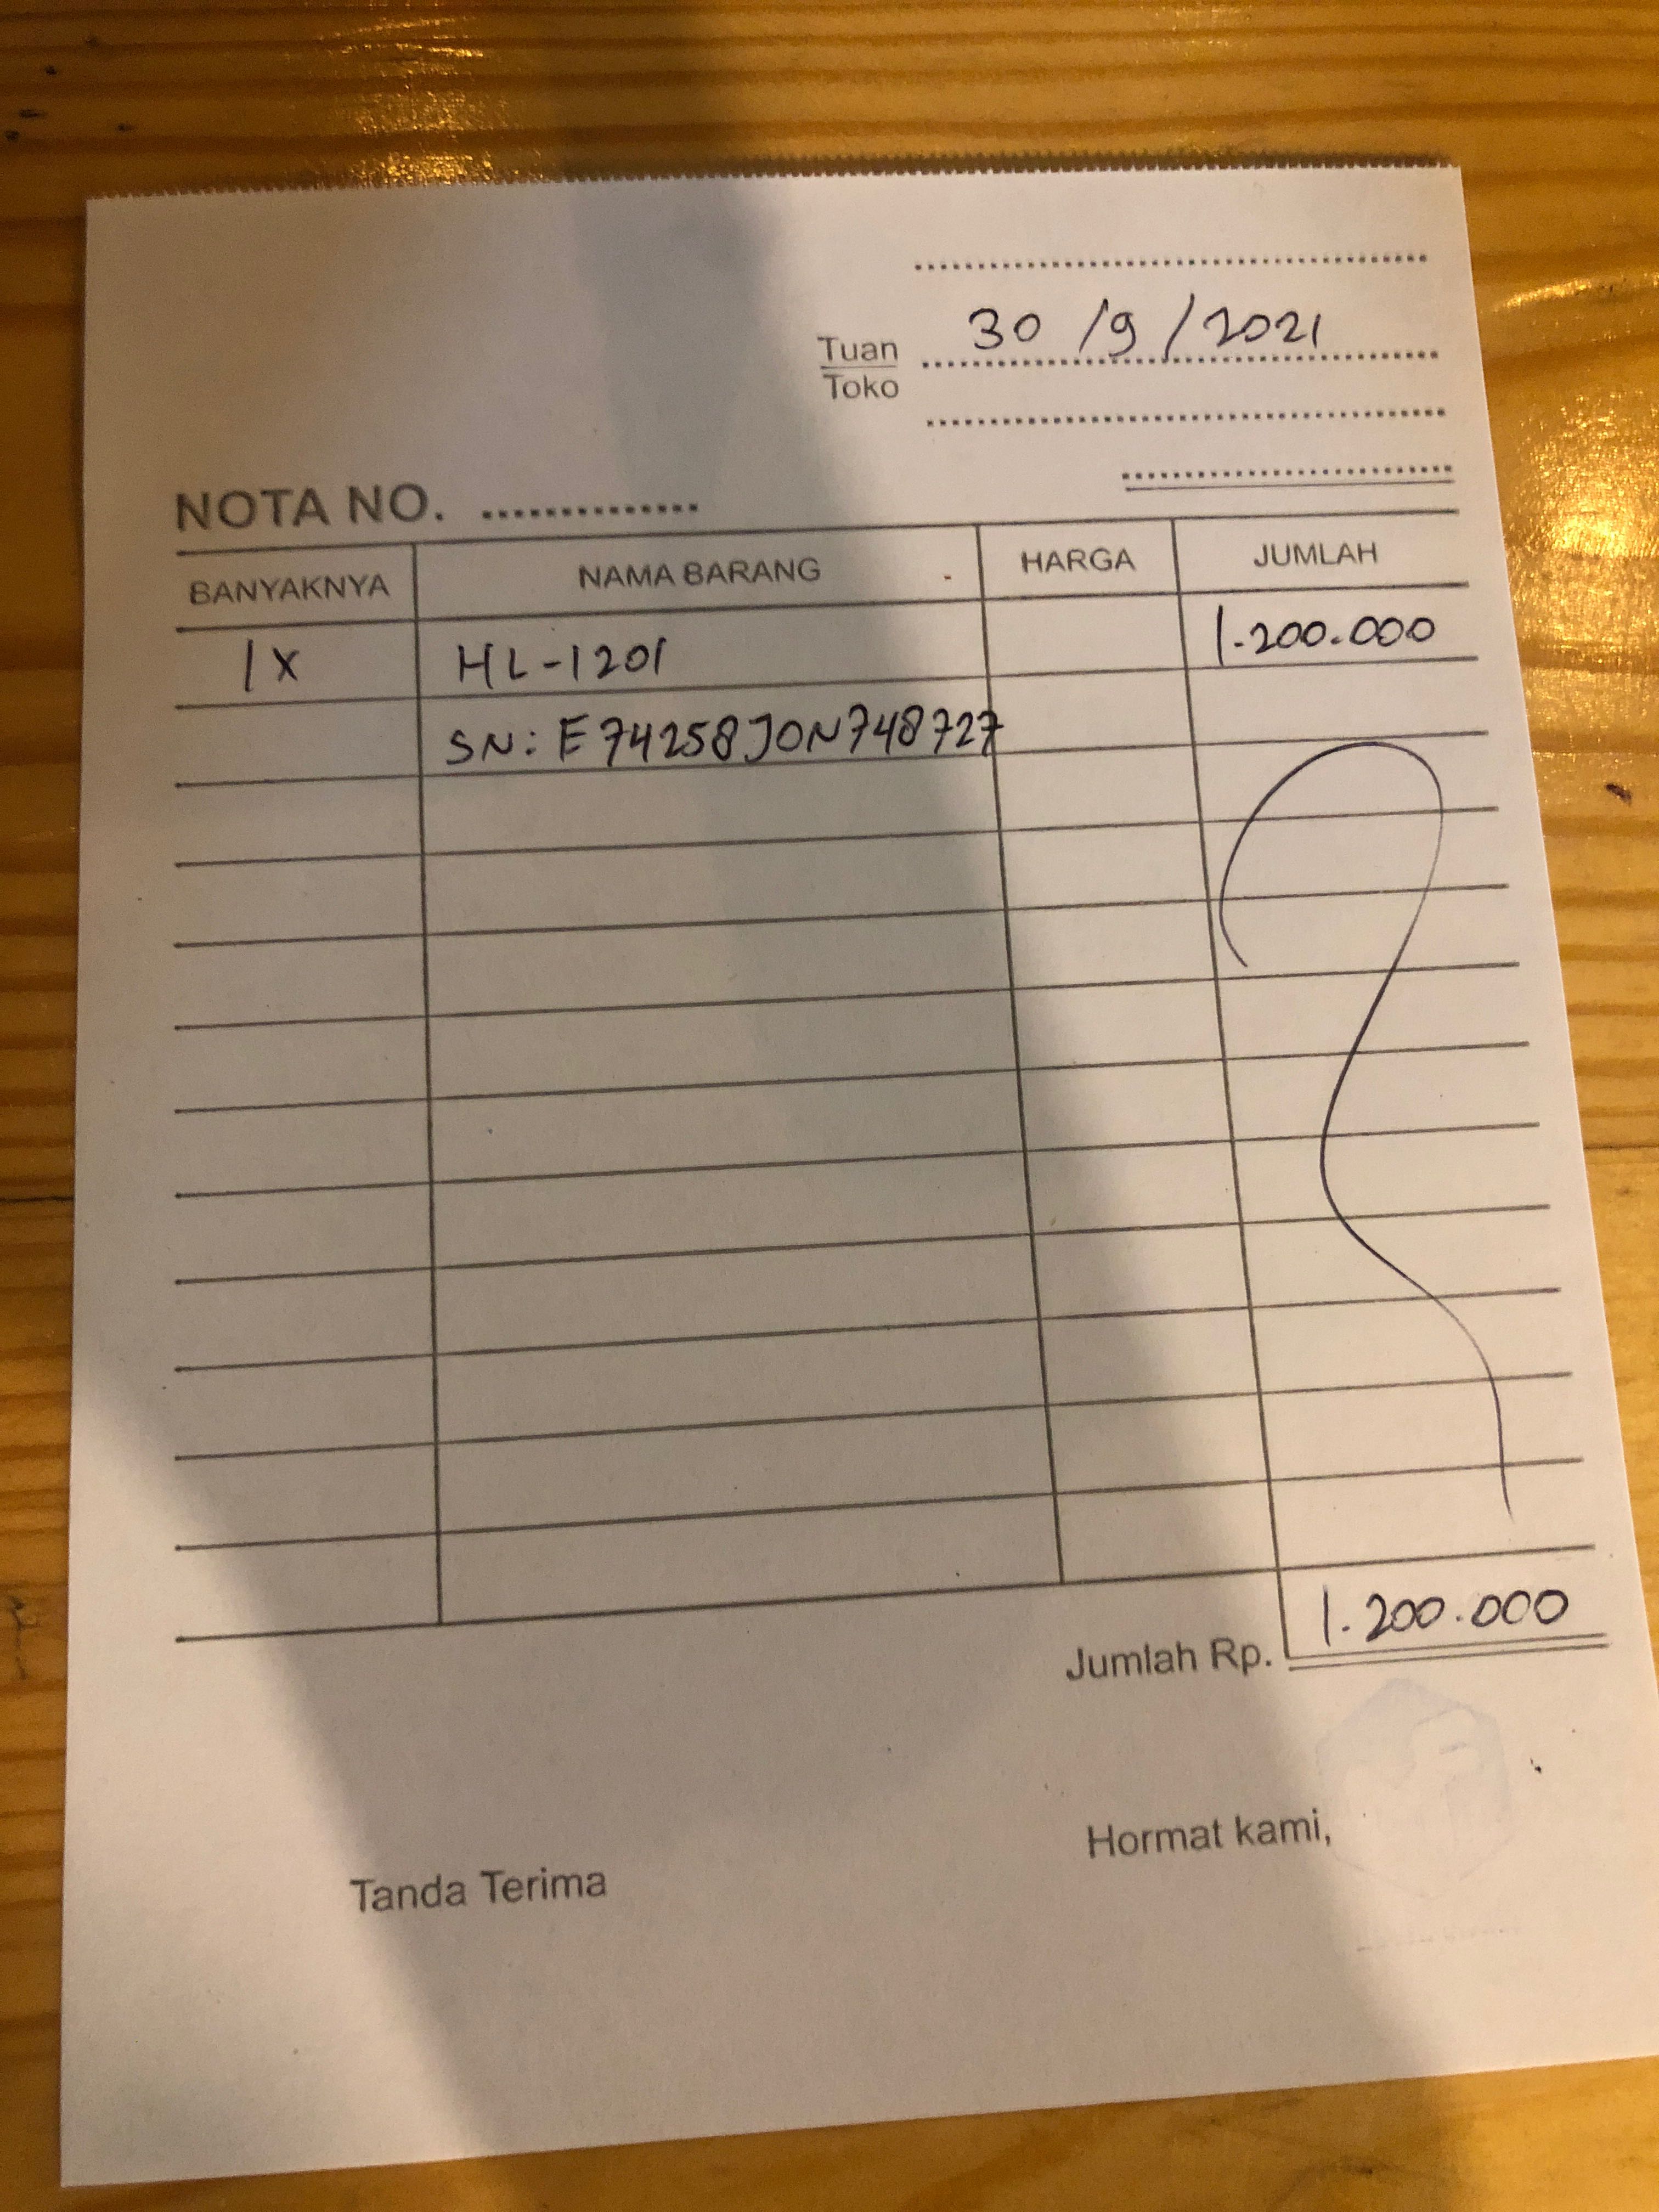 30/9/2021
Tuan
Toko
NOTA NO. ..............
BANYAKNYA NAMA BARANG HARGA JUMLAH
1X HL-1201 1.200.000
SN: E74258J0N748727
Jumlah Rp. 1.200.000
Tanda Terima Hormat kami,